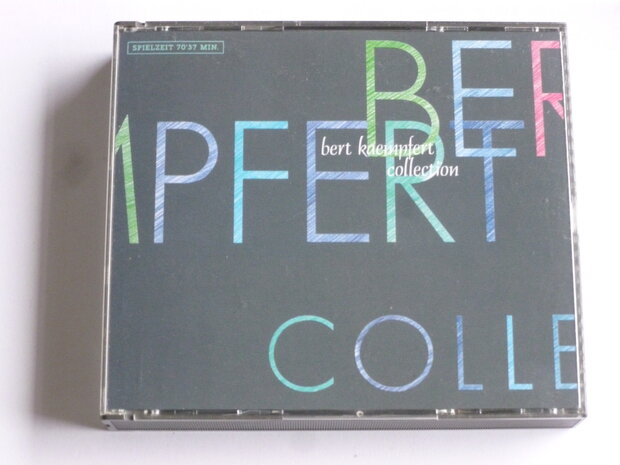 SPIELZEIT 70'37 MIN.
BER
MPFERT
bert kaempfert
collection
COLLE